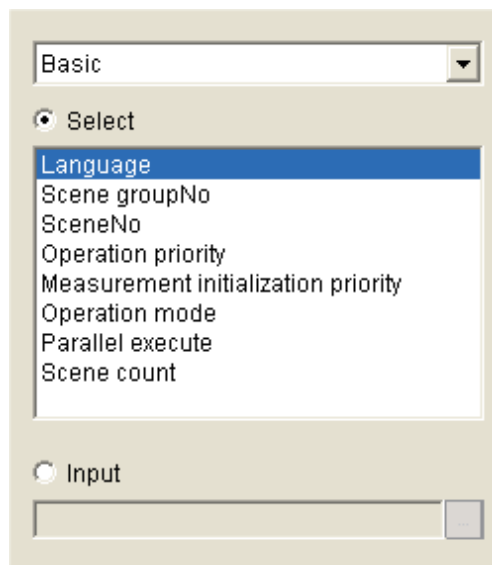 Basic
Select
Language
Scene groupNo
SceneNo
Operation priority
Measurement initialization priority
Operation mode
Parallel execute
Scene count
Input
...